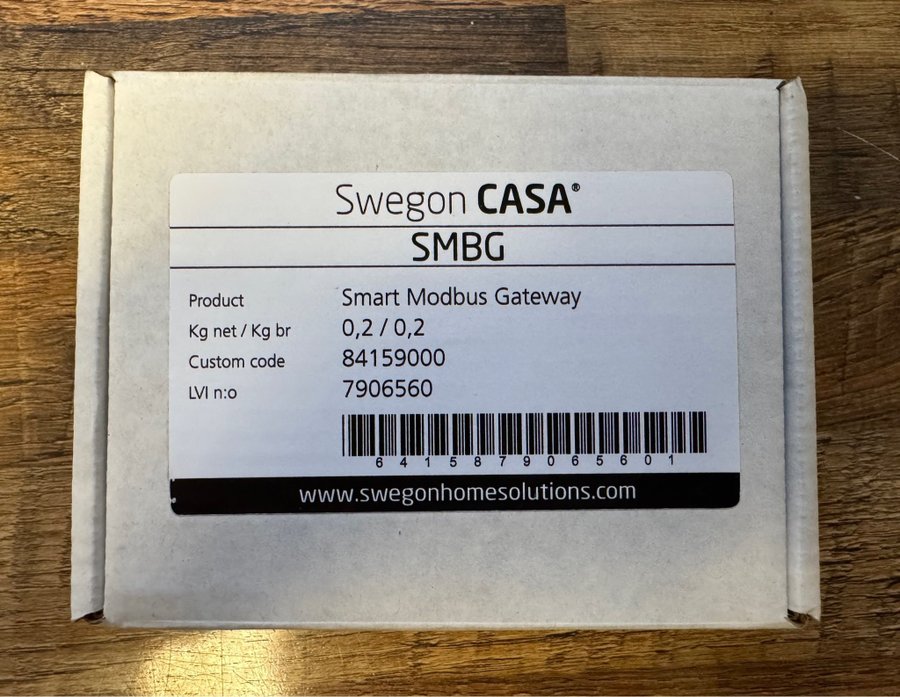 Swegon CASA®
SMBG
Product Smart Modbus Gateway
Kg net / Kg br 0,2 / 0,2
Custom code 84159000
LVI n:o 7906560
6415879065601
www.swegonhomesolutions.com